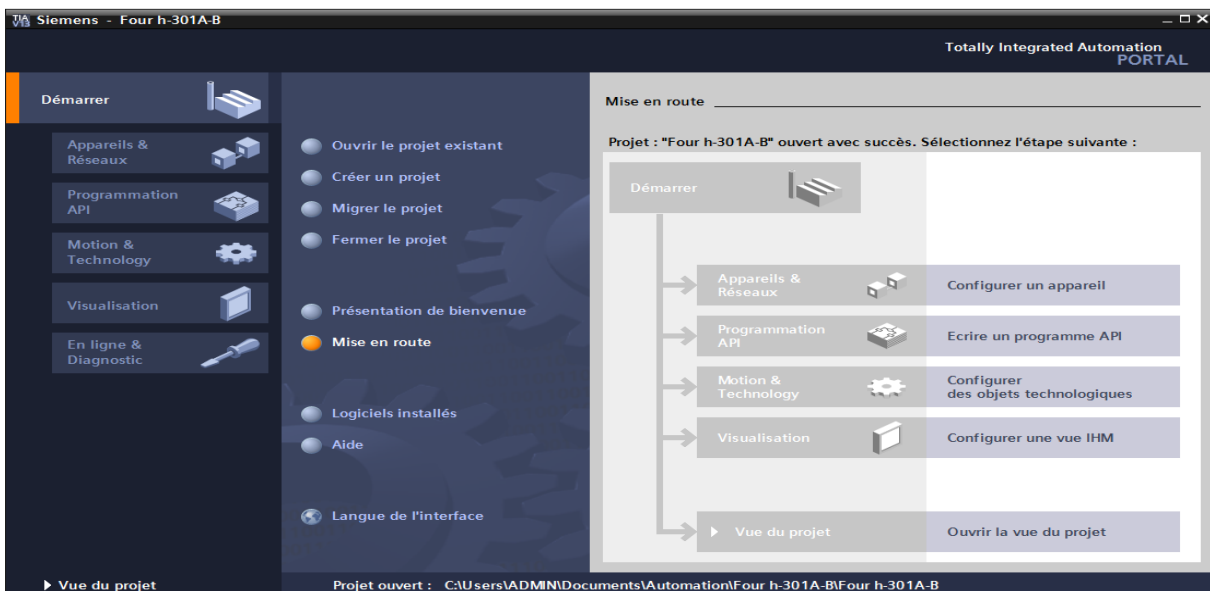 VIA V13 Siemens - Four h-301A-B
Totally Integrated Automation
PORTAL
Démarrer
Appareils &
Réseaux
Programmation
API
Motion &
Technology
Visualisation
En ligne &
Diagnostic
Vue du projet
Ouvrir le projet existant
Créer un projet
Migrer le projet
Fermer le projet
Présentation de bienvenue
Mise en route
Logiciels installés
Aide
Langue de l'interface
Mise en route
Projet : "Four h-301A-B" ouvert avec succès. Sélectionnez l'étape suivante :
Démarrer
Appareils &
Réseaux
Configurer un appareil
Programmation
API
Ecrire un programme API
Motion &
Technology
Configurer
des objets technologiques
Visualisation
Configurer une vue IHM
Vue du projet
Ouvrir la vue du projet
Projet ouvert : C:\Users\ADMIN\Documents\Automation\Four h-301A-B\Four h-301A-B